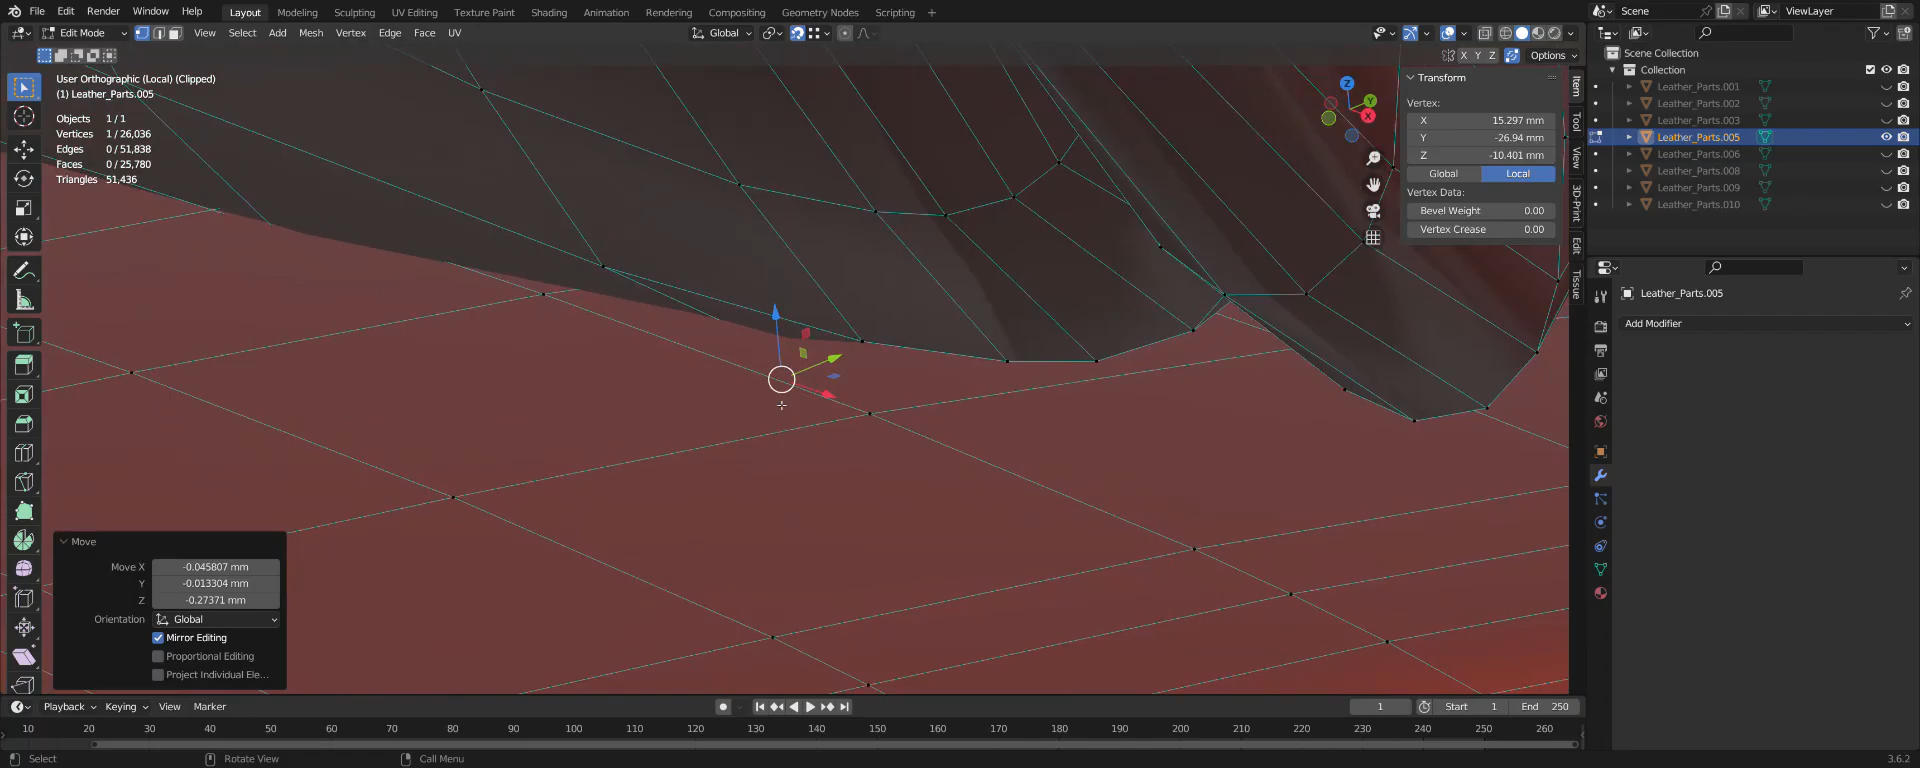 File Edit Render Window Help Layout Modeling Sculpting UV Editing Texture Paint Shading Animation Rendering Compositing Geometry Nodes Scripting + Scene ViewLayer
Edit Mode View Select Add Mesh Vertex Edge Face UV Global
X Y Z Options
Scene Collection
Collection
Leather_Parts.001
Leather_Parts.002
Leather_Parts.003
Leather_Parts.005
Leather_Parts.006
Leather_Parts.008
Leather_Parts.009
Leather_Parts.010
User Orthographic (Local) (Clipped)
(1) Leather_Parts.005
Objects 1 / 1
Vertices 1 / 26,036
Edges 0 / 51,838
Faces 0 / 25,780
Triangles 51,436
Z
Y
X
Transform
Vertex:
X 15.297 mm
Y -26.94 mm
Z -10.401 mm
Global Local
Vertex Data:
Bevel Weight 0.00
Vertex Crease 0.00
Item
Tool
View
3D-Print
Edit
Tissue
Leather_Parts.005
Add Modifier
Move
Move X -0.045807 mm
Y -0.013304 mm
Z -0.27371 mm
Orientation Global
Mirror Editing
Proportional Editing
Project Individual Ele...
Playback Keying View Marker 1 Start 1 End 250
10 20 30 40 50 60 70 80 90 100 110 120 130 140 150 160 170 180 190 200 210 220 230 240 250 260
Select Rotate View Call Menu 3.6.2